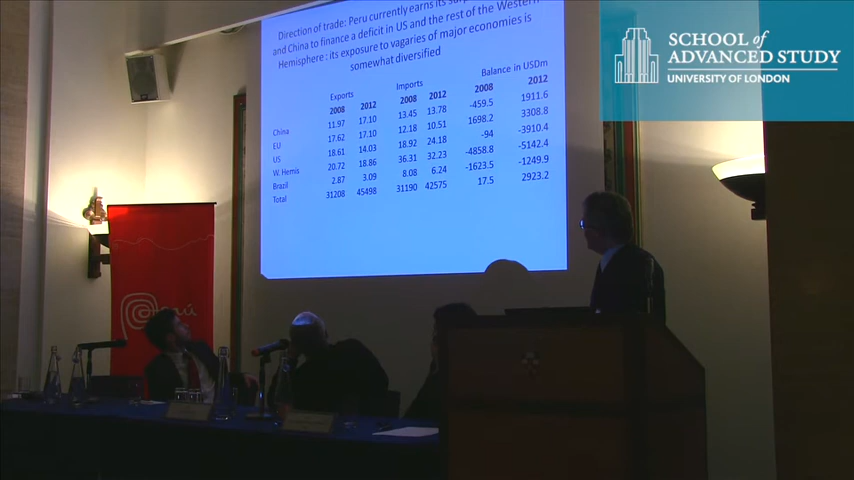 Direction of trade: Peru currently earns its
and China to finance a deficit in US and the rest of the Western
Hemisphere : its exposure to vagaries of major economies is
somewhat diversified
Exports Imports Balance in USDm
2008 2012 2008 2012 2008 2012
China 11.97 17.10 13.45 13.78 -459.5 1911.6
EU 17.62 17.10 12.18 10.51 1698.2 3308.8
US 18.61 14.03 18.92 24.18 -94 -3910.4
W. Hemis 20.72 18.86 36.31 32.23 -4858.8 -5142.4
Brazil 2.87 3.09 8.08 6.24 -1623.5 -1249.9
Total 31208 45498 31190 42575 17.5 2923.2
SCHOOL of
ADVANCED STUDY
UNIVERSITY OF LONDON